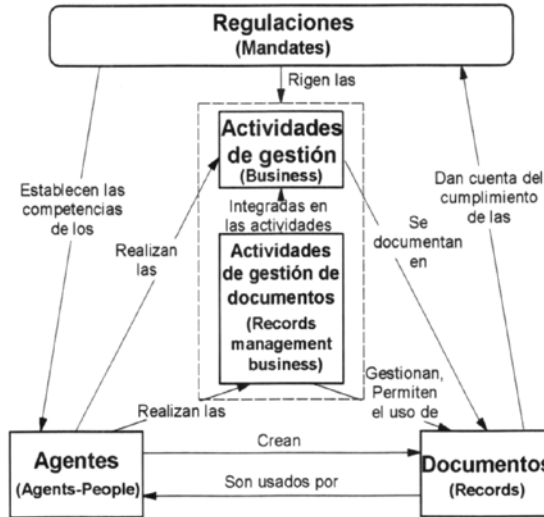 Regulaciones
(Mandates)
Rigen las
Actividades
de gestión
(Business)
Establecen las
competencias
de los
Dan cuenta del
cumplimiento
de las
Integradas en
las actividades
Se
documentan
en
Realizan
las
Actividades
de gestión de
documentos
(Records
management
business)
Gestionan,
Permiten
el uso de
Realizan las
Agentes
(Agents-People)
Crean
Son usados por
Documentos
(Records)